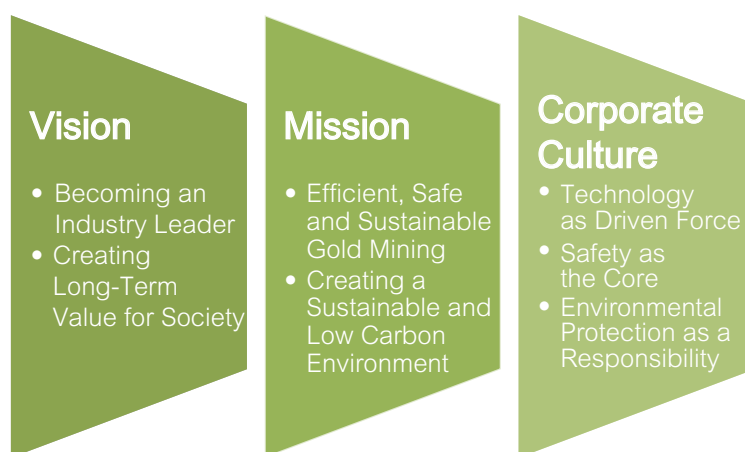 Vision
• Becoming an
Industry Leader
• Creating
Long-Term
Value for Society
Mission
• Efficient, Safe
and Sustainable
Gold Mining
• Creating a
Sustainable and
Low Carbon
Environment
Corporate
Culture
• Technology
as Driven Force
• Safety as
the Core
• Environmental
Protection as a
Responsibility